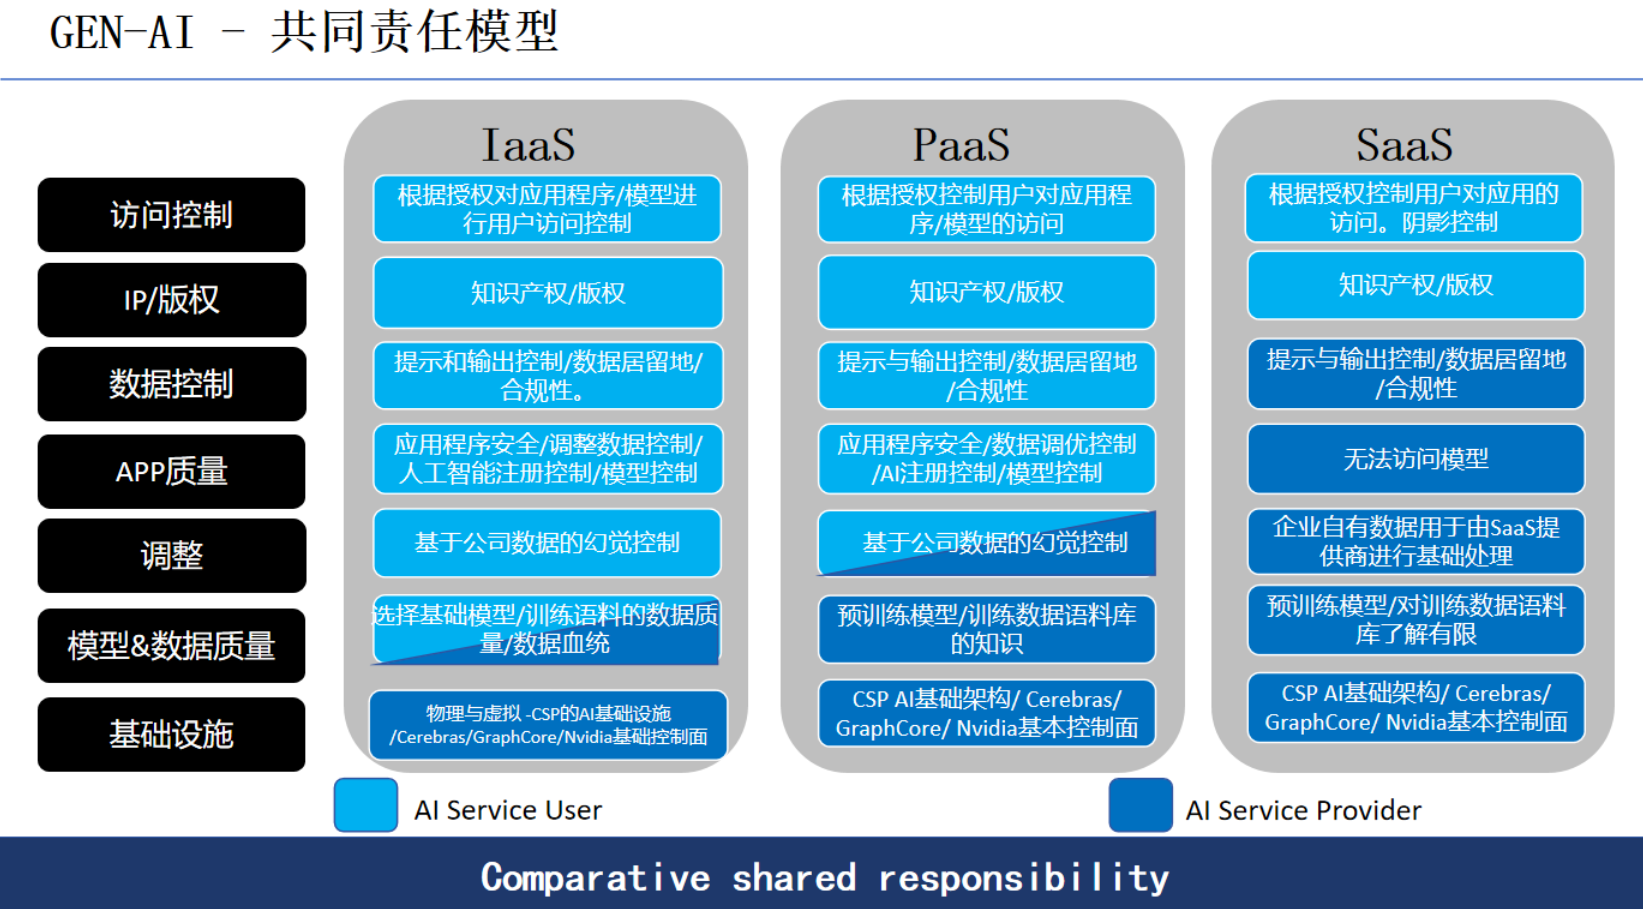 GEN-AI - 共同责任模型
IaaS
PaaS
SaaS
访问控制
根据授权对应用程序/模型进
行用户访问控制
根据授权控制用户对应用程
序/模型的访问
根据授权控制用户对应用的
访问。阴影控制
IP/版权
知识产权/版权
知识产权/版权
知识产权/版权
数据控制
提示和输出控制/数据居留地/
合规性。
提示与输出控制/数据居留地
/合规性
提示与输出控制/数据居留地
/合规性
APP质量
应用程序安全/调整数据控制/
人工智能注册控制/模型控制
应用程序安全/数据调优控制
/AI注册控制/模型控制
无法访问模型
调整
基于公司数据的幻觉控制
基于公司数据的幻觉控制
企业自有数据用于由SaaS提
供商进行基础处理
模型&数据质量
选择基础模型/训练语料的数据质
量/数据血统
预训练模型/训练数据语料库
的知识
预训练模型/对训练数据语料
库了解有限
基础设施
物理与虚拟 -CSP的AI基础设施
/Cerebras/GraphCore/Nvidia基础控制面
CSP AI基础架构/ Cerebras/
GraphCore/ Nvidia基本控制面
CSP AI基础架构/ Cerebras/
GraphCore/ Nvidia基本控制面
AI Service User
AI Service Provider
Comparative shared responsibility